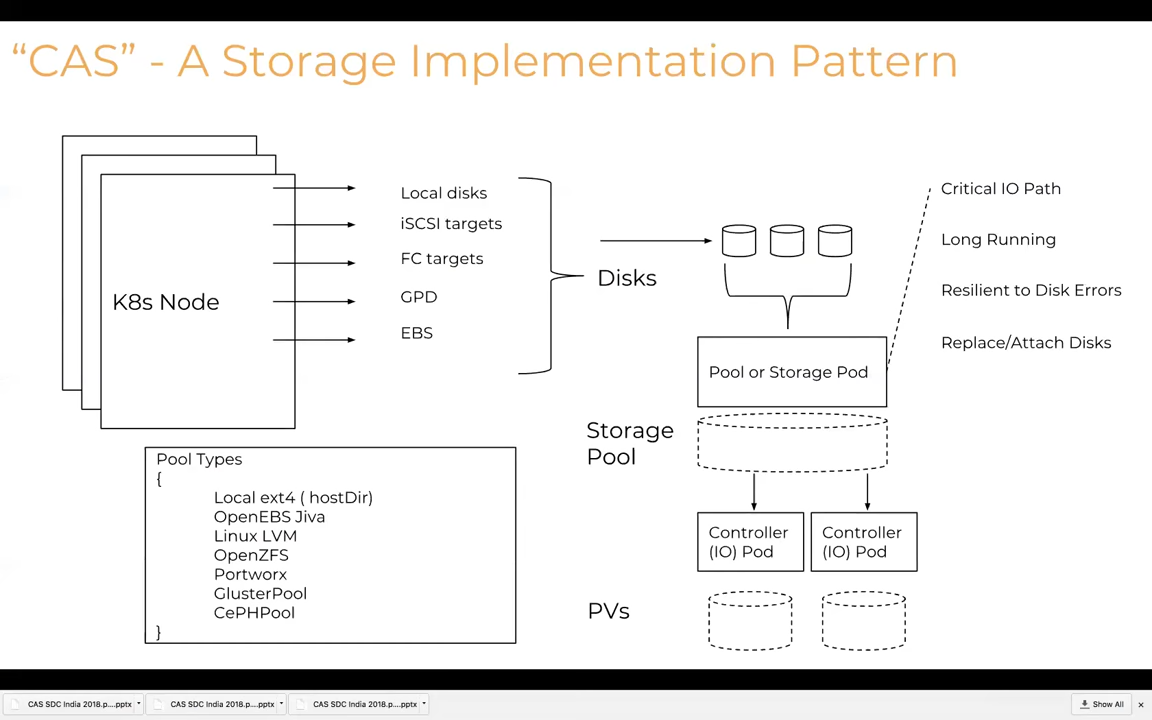 “CAS” - A Storage Implementation Pattern
K8s Node
Local disks
iSCSI targets
FC targets
GPD
EBS
Disks
Critical IO Path
Long Running
Resilient to Disk Errors
Replace/Attach Disks
Pool or Storage Pod
Storage
Pool
Controller
(IO) Pod
Controller
(IO) Pod
PVs
Pool Types
{
Local ext4 ( hostDir)
OpenEBS Jiva
Linux LVM
OpenZFS
Portworx
GlusterPool
CePHPool
}
CAS SDC India 2018.p....pptx
CAS SDC India 2018.p....pptx
CAS SDC India 2018.p....pptx
Show All